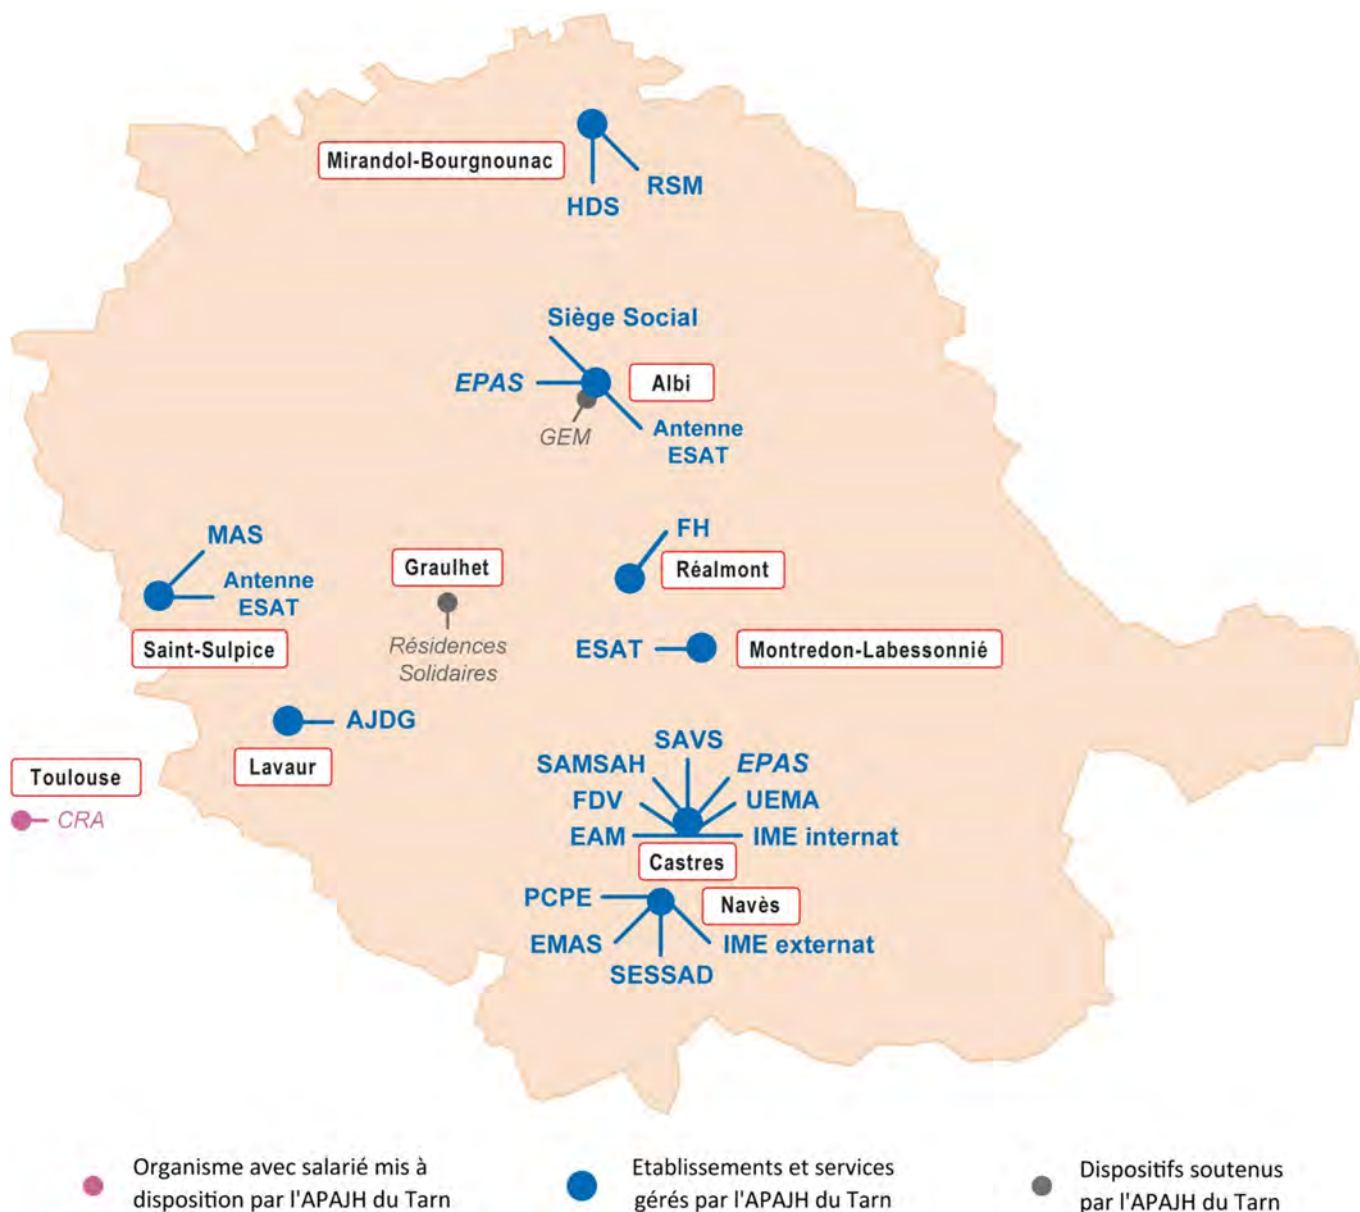 Mirandol-Bourgnounac
RSM
HDS
Siège Social
EPAS
Albi
GEM
Antenne
ESAT
MAS
Antenne
ESAT
Saint-Sulpice
Graulhet
Résidences
Solidaires
FH
Réalmont
ESAT
Montredon-Labessonnié
AJDG
Lavaur
Toulouse
CRA
SAVS
SAMSAH
EPAS
FDV
UEMA
EAM
IME internat
Castres
PCPE
Navès
EMAS
IME externat
SESSAD
Organisme avec salarié mis à
disposition par l'APAJH du Tarn
Etablissements et services
gérés par l'APAJH du Tarn
Dispositifs soutenus
par l'APAJH du Tarn